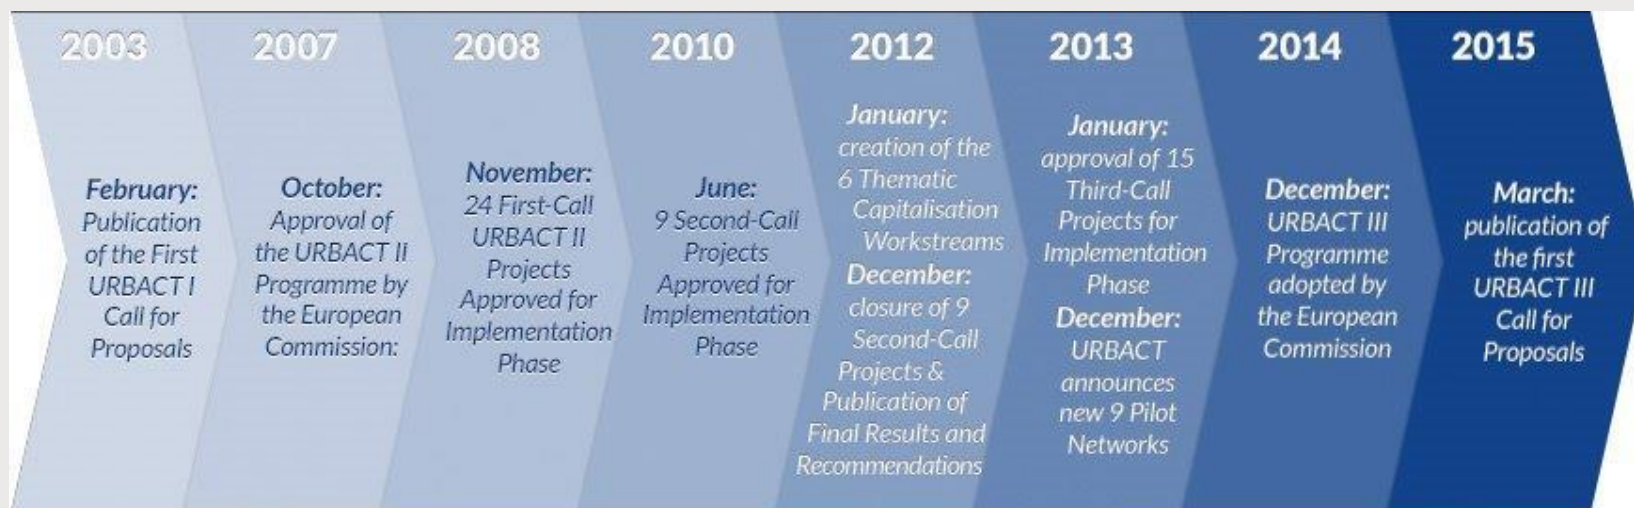 2003
February:
Publication
of the First
URBACT I
Call for
Proposals
2007
October:
Approval of
the URBACT II
Programme by
the European
Commission:
2008
November:
24 First-Call
URBACT II
Projects
Approved for
Implementation
Phase
2010
June:
9 Second-Call
Projects
Approved for
Implementation
Phase
2012
January:
creation of the
6 Thematic
Capitalisation
Workstreams
December:
closure of 9
Second-Call
Projects &
Publication of
Final Results and
Recommendations
2013
January:
approval of 15
Third-Call
Projects for
Implementation
Phase
December:
URBACT
announces
new 9 Pilot
Networks
2014
December:
URBACT III
Programme
adopted by
the European
Commission
2015
March:
publication of
the first
URBACT III
Call for
Proposals